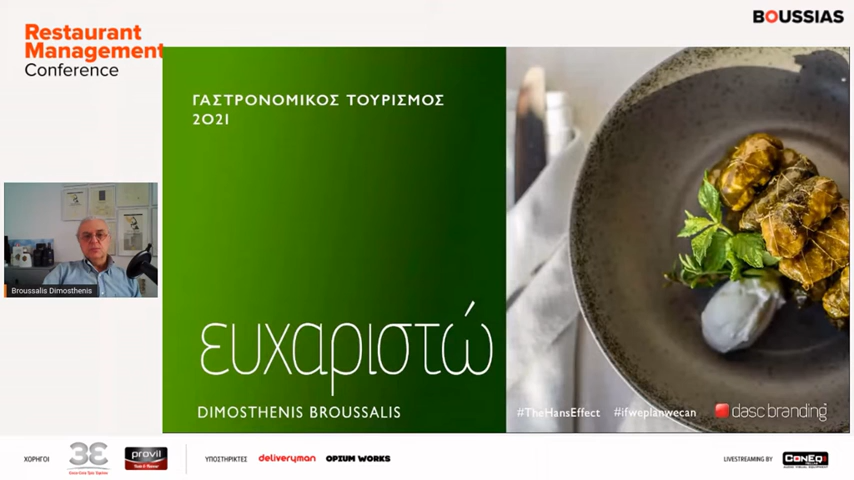 BOUSSIAS
Restaurant
Management
Conference
ΓΑΣΤΡΟΝΟΜΙΚΟΣ ΤΟΥΡΙΣΜΟΣ
2021
Broussalis Dimosthenis
ευχαριστώ
DIMOSTHENIS BROUSSALIS
#TheHansEffect #ifweplanwecan dasc branding
ΧΟΡΗΓΟΙ 3E provil ΥΠΟΣΤΗΡΙΚΤΕΣ deliveryman OPIUM WORKS LIVESTREAMING BY CONEQ